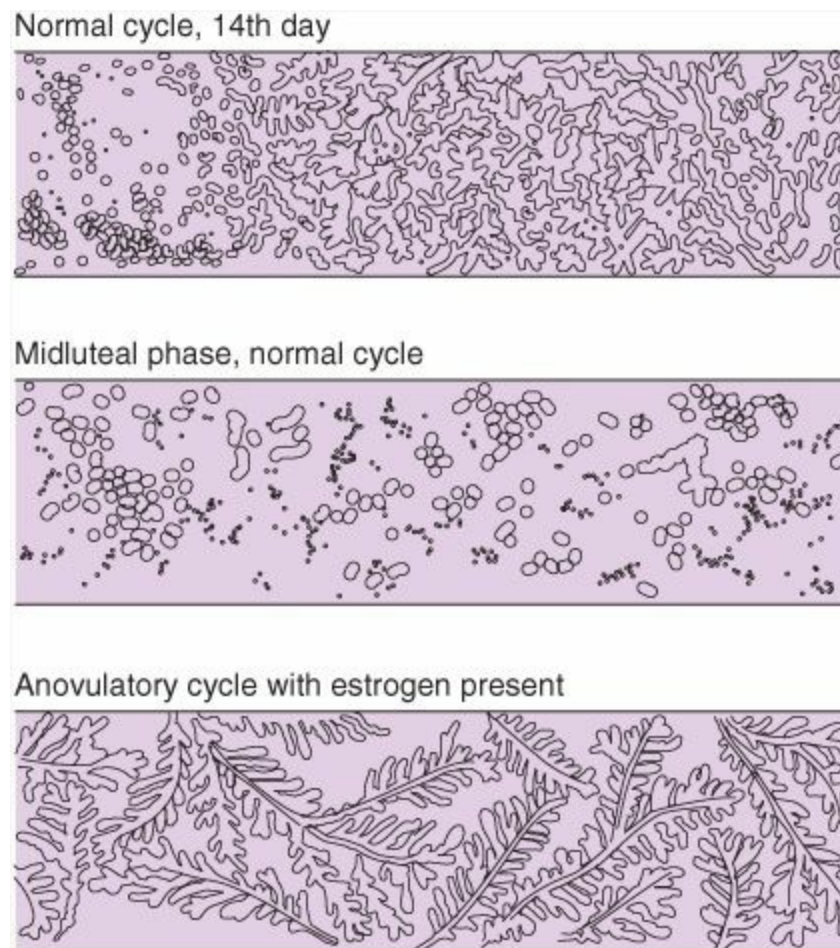 Normal cycle, 14th day
Midluteal phase, normal cycle
Anovulatory cycle with estrogen present